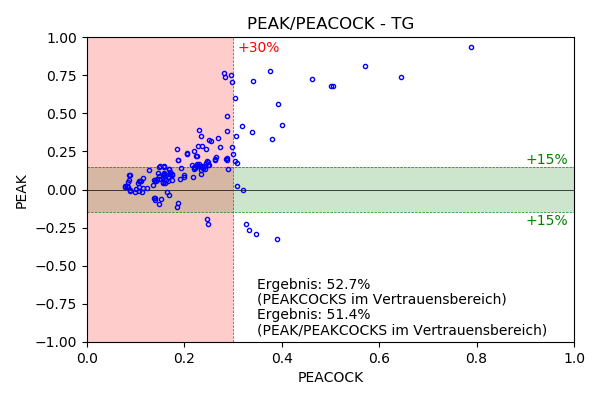 PEAK/PEACOCK - TG
+30%
+15%
+15%
Ergebnis: 52.7%
(PEAKCOCKS im Vertrauensbereich)
Ergebnis: 51.4%
(PEAK/PEAKCOCKS im Vertrauensbereich)
PEAK
1.00
0.75
0.50
0.25
0.00
−0.25
−0.50
−0.75
−1.00
0.0 0.2 0.4 0.6 0.8 1.0
PEACOCK